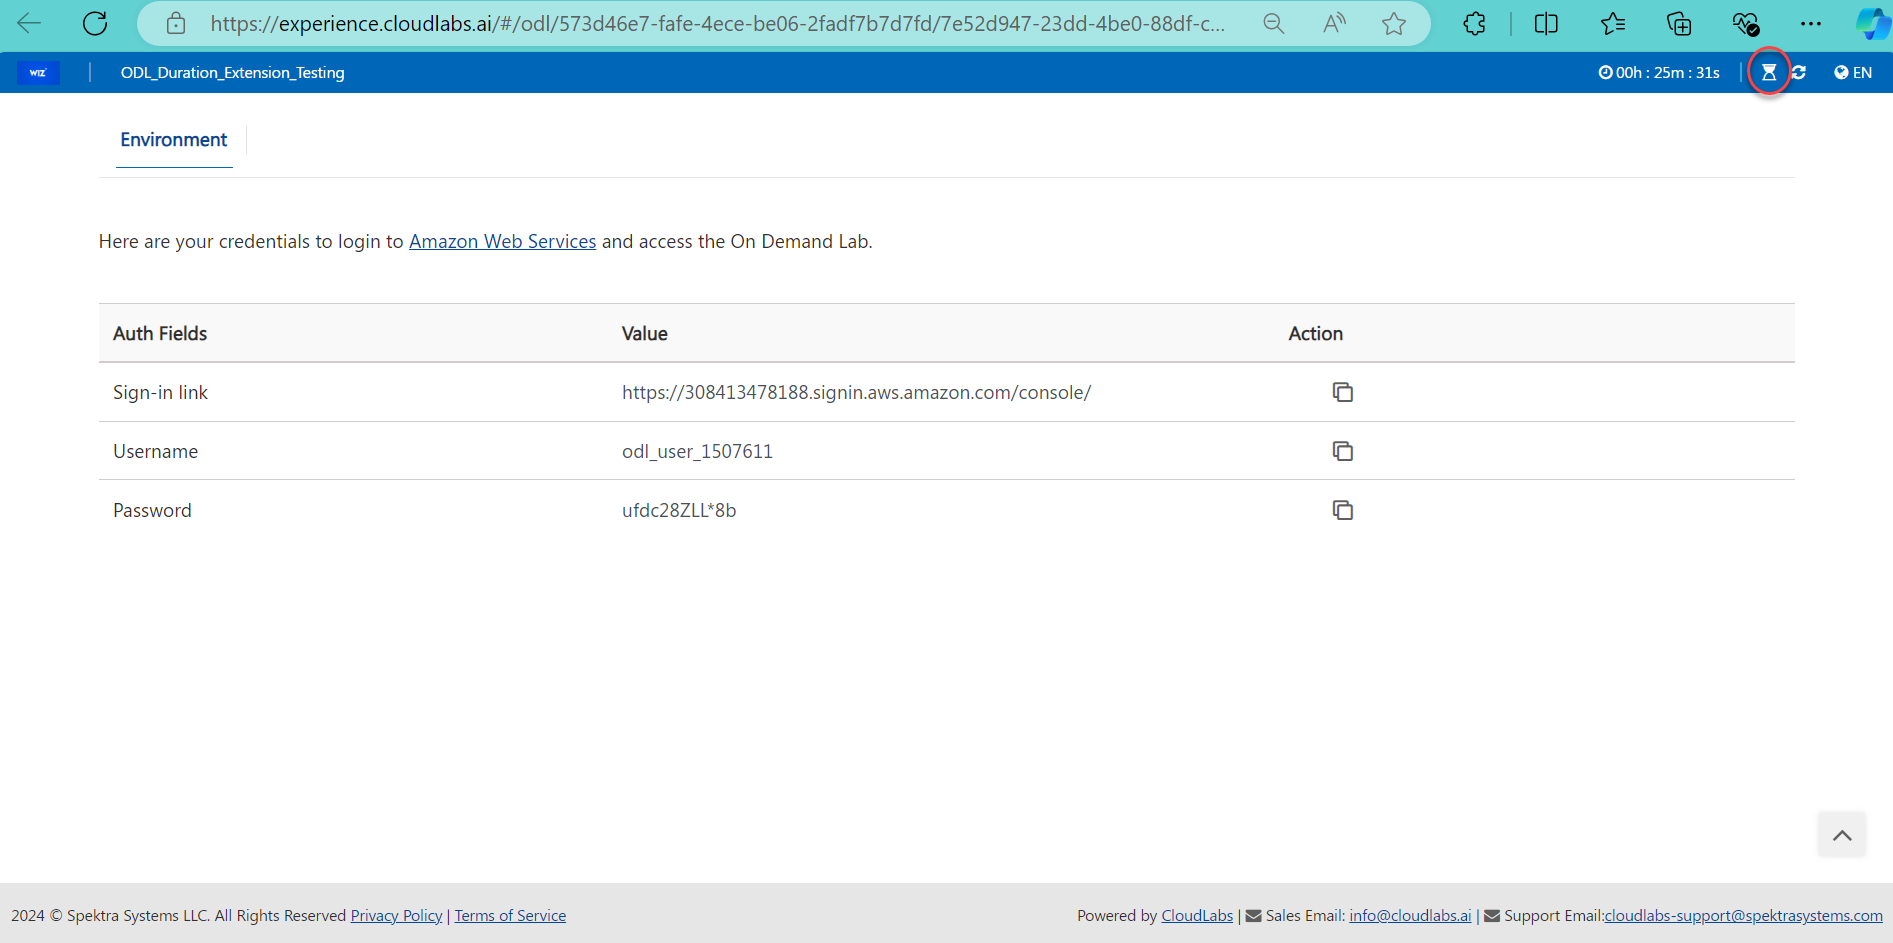 https://experience.cloudlabs.ai/#/odl/573d46e7-fafe-4ece-be06-2fadf7b7d7fd/7e52d947-23dd-4be0-88df-c...
WIZ
ODL_Duration_Extension_Testing
00h : 25m : 31s
EN
Environment
Here are your credentials to login to Amazon Web Services and access the On Demand Lab.
Auth Fields Value Action
Sign-in link https://308413478188.signin.aws.amazon.com/console/
Username odl_user_1507611
Password ufdc28ZLL*8b
2024 © Spektra Systems LLC. All Rights Reserved Privacy Policy | Terms of Service
Powered by CloudLabs | Sales Email: info@cloudlabs.ai | Support Email:cloudlabs-support@spektrasystems.com